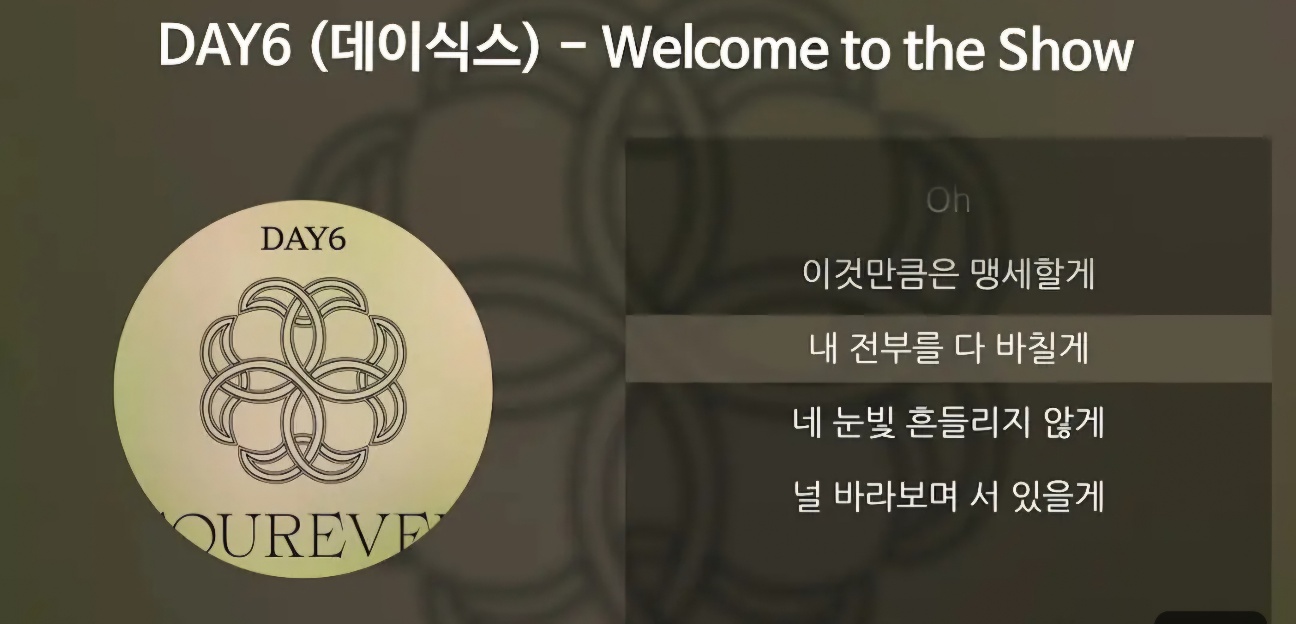 DAY6 (데이식스) - Welcome to the Show
DAY6
OUREVE
Oh
이것만큼은 맹세할게
내 전부를 다 바칠게
네 눈빛 흔들리지 않게
널 바라보며 서 있을게